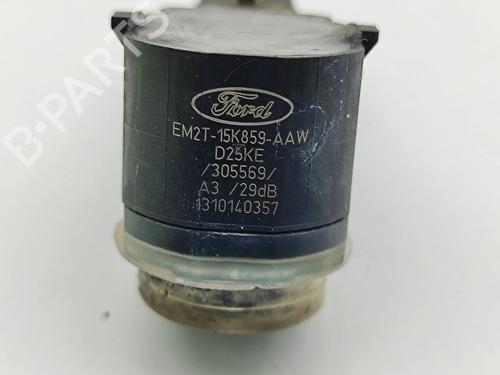 Ford
EM2T-15K859-AAW
D25KE
/305569/
A3 /29dB
1310140357
B-PARTS